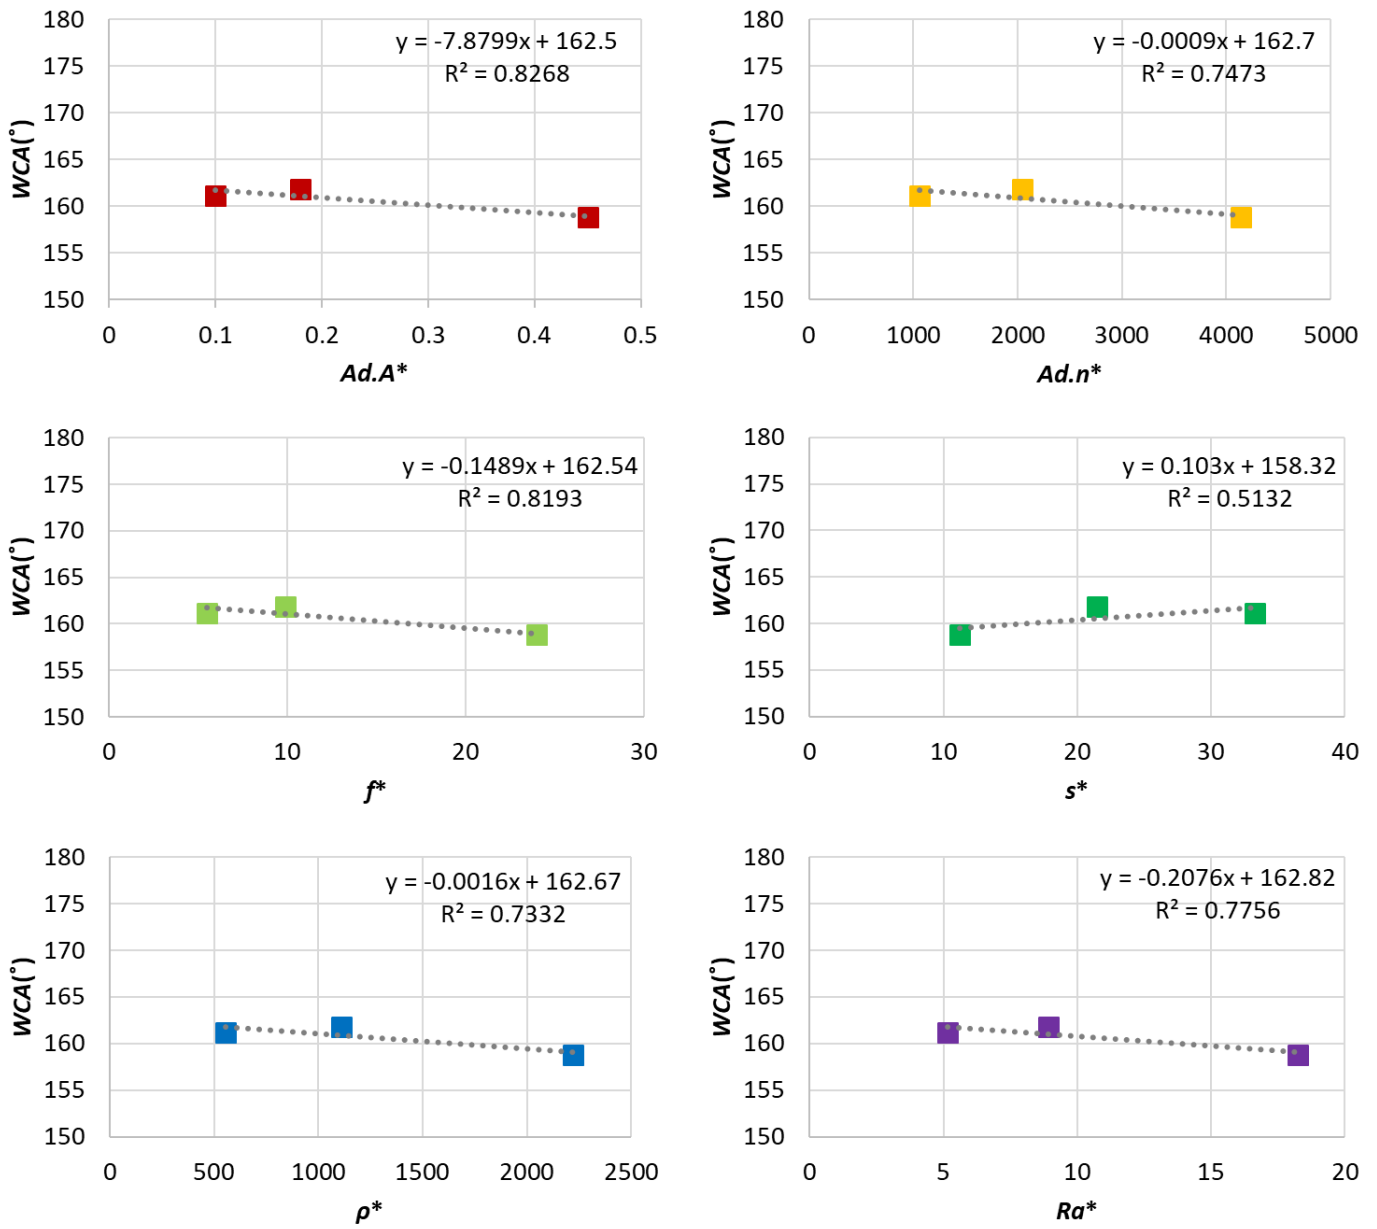 y = -7.8799x + 162.5
R² = 0.8268
WCA(˚)
180
175
170
165
160
155
150
0 0.1 0.2 0.3 0.4 0.5
Ad.A*
y = -0.0009x + 162.7
R² = 0.7473
WCA(˚)
180
175
170
165
160
155
150
0 1000 2000 3000 4000 5000
Ad.n*
y = -0.1489x + 162.54
R² = 0.8193
WCA(˚)
180
175
170
165
160
155
150
0 10 20 30
f*
y = 0.103x + 158.32
R² = 0.5132
WCA(˚)
180
175
170
165
160
155
150
0 10 20 30 40
s*
y = -0.0016x + 162.67
R² = 0.7332
WCA(˚)
180
175
170
165
160
155
150
0 500 1000 1500 2000 2500
ρ*
y = -0.2076x + 162.82
R² = 0.7756
WCA(˚)
180
175
170
165
160
155
150
0 5 10 15 20
Ra*